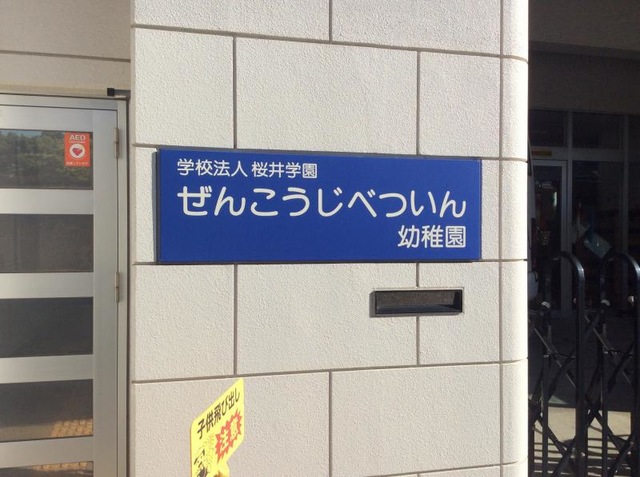 学校法人 桜井学園
ぜんこうじべついん
幼稚園
AED
子供飛び出し